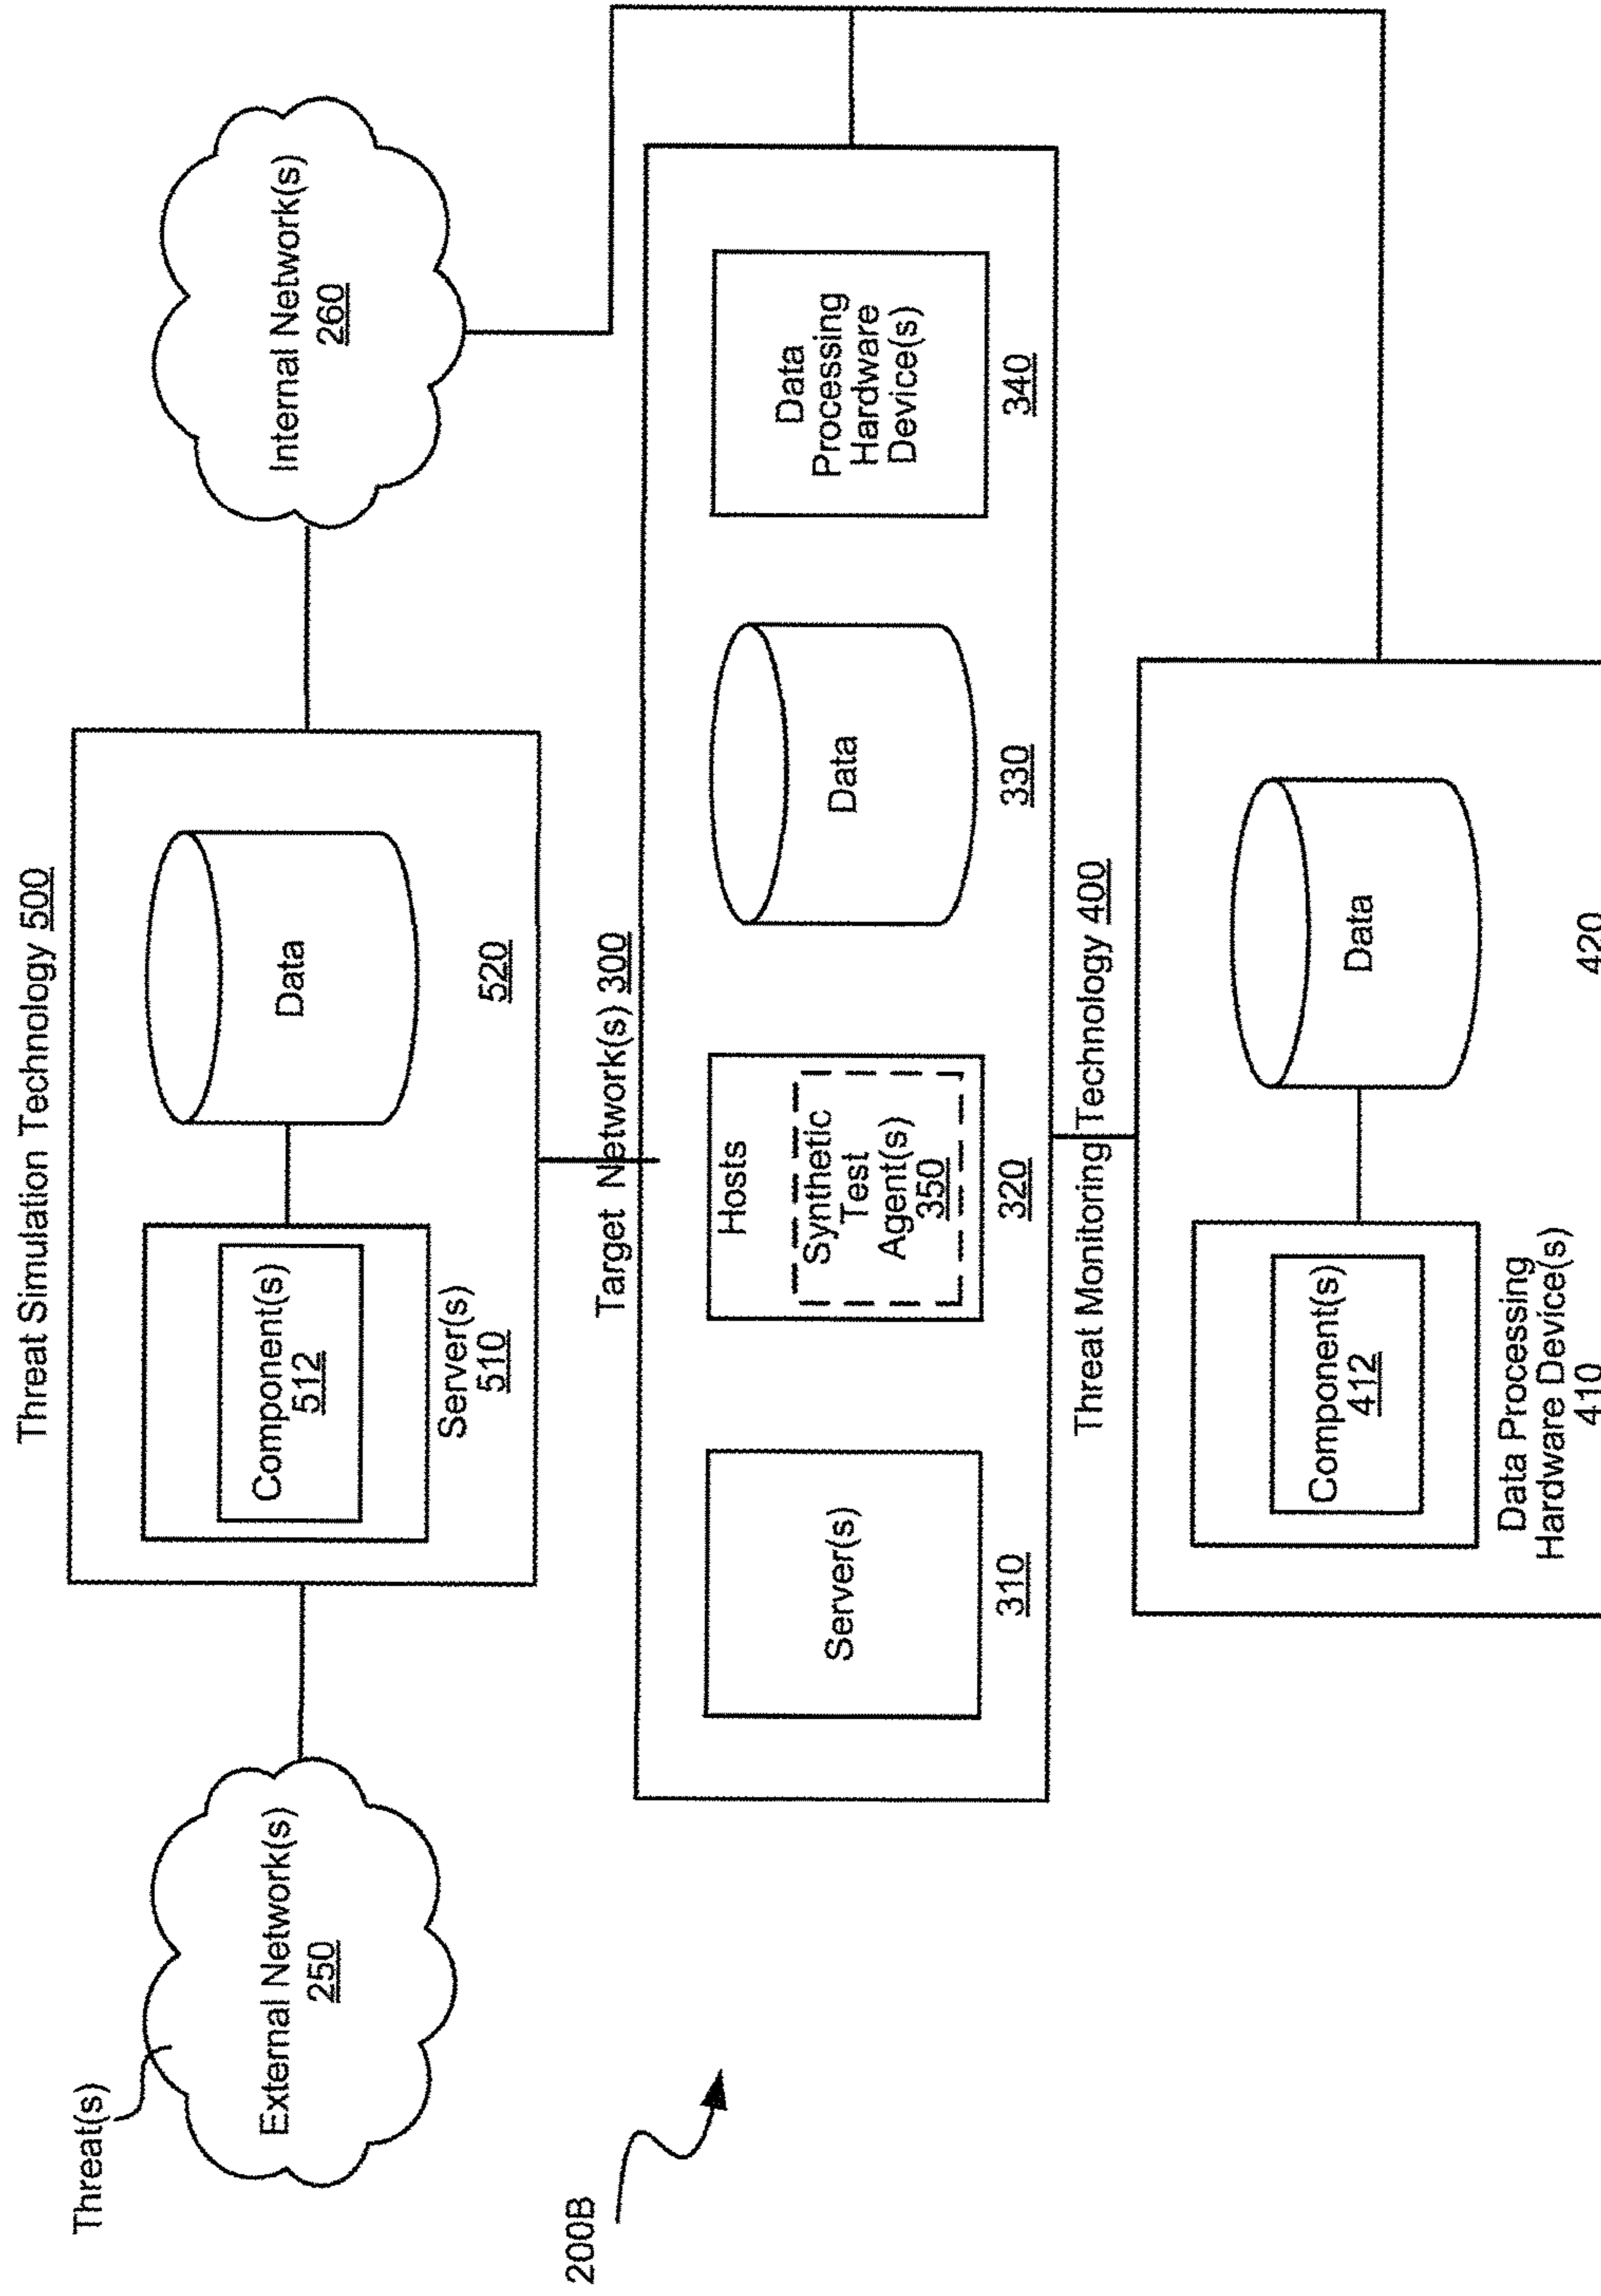 Threat Simulation Technology 500
Threat(s)
External Network(s)
250
Component(s)
512
Server(s)
510
Data
520
Internal Network(s)
260
Target Network(s) 300
Server(s)
310
Hosts
Synthetic
Test
Agent(s)
350
320
Data
330
Data
Processing
Hardware
Device(s)
340
Threat Monitoring Technology 400
Component(s)
412
Data Processing
Hardware Device(s)
410
Data
420
200B